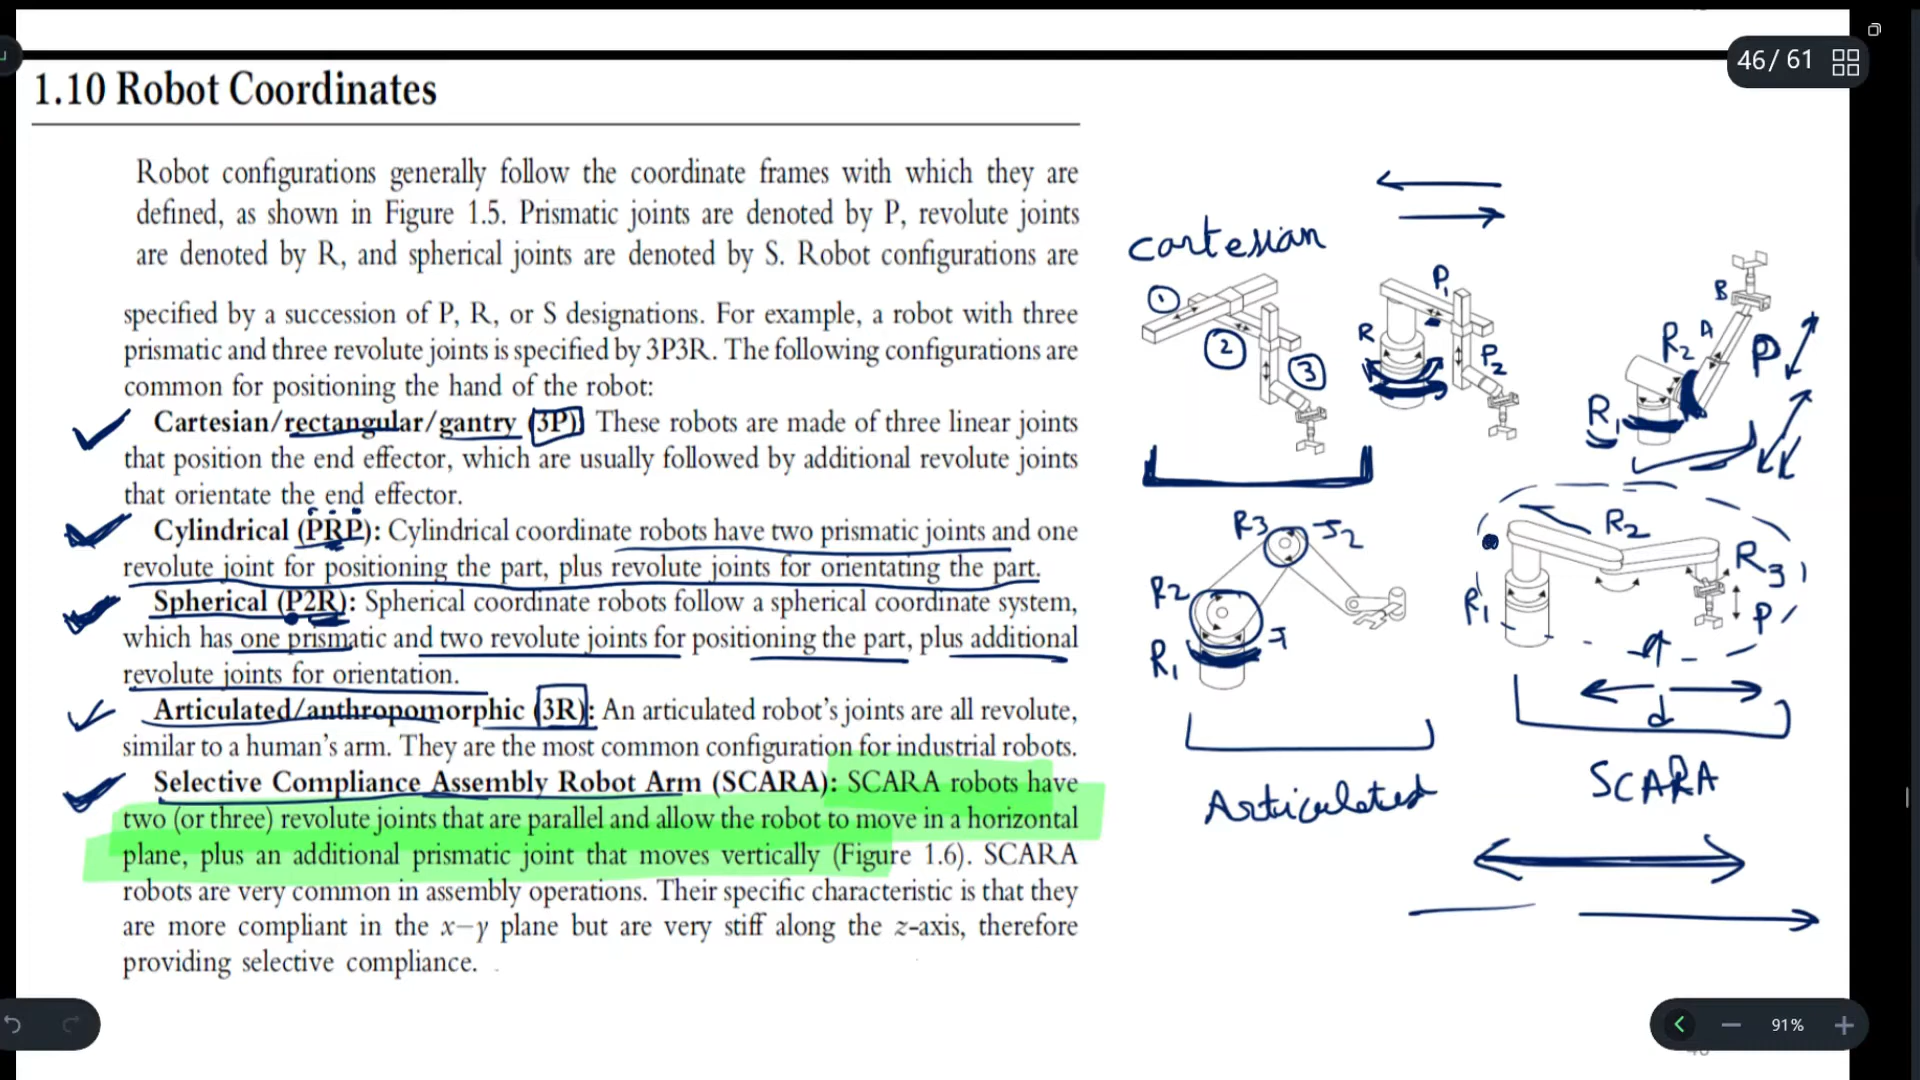 46/ 61
1.10 Robot Coordinates
Robot configurations generally follow the coordinate frames with which they are
defined, as shown in Figure 1.5. Prismatic joints are denoted by P, revolute joints
are denoted by R, and spherical joints are denoted by S. Robot configurations are
specified by a succession of P, R, or S designations. For example, a robot with three
prismatic and three revolute joints is specified by 3P3R. The following configurations are
common for positioning the hand of the robot:
Cartesian/rectangular/gantry (3P): These robots are made of three linear joints
that position the end effector, which are usually followed by additional revolute joints
that orientate the end effector.
Cylindrical (PRP): Cylindrical coordinate robots have two prismatic joints and one
revolute joint for positioning the part, plus revolute joints for orientating the part.
Spherical (P2R): Spherical coordinate robots follow a spherical coordinate system,
which has one prismatic and two revolute joints for positioning the part, plus additional
revolute joints for orientation.
Articulated/anthropomorphic (3R): An articulated robot's joints are all revolute,
similar to a human's arm. They are the most common configuration for industrial robots.
Selective Compliance Assembly Robot Arm (SCARA): SCARA robots have
two (or three) revolute joints that are parallel and allow the robot to move in a horizontal
plane, plus an additional prismatic joint that moves vertically (Figure 1.6). SCARA
robots are very common in assembly operations. Their specific characteristic is that they
are more compliant in the x–y plane but are very stiff along the z-axis, therefore
providing selective compliance.
Cartesian
1
2
3
R
P1
P2
R1
R2
A
B
P
R1
R2
R3
J2
Articulated
R1
R2
R3
P
d
SCARA
91%